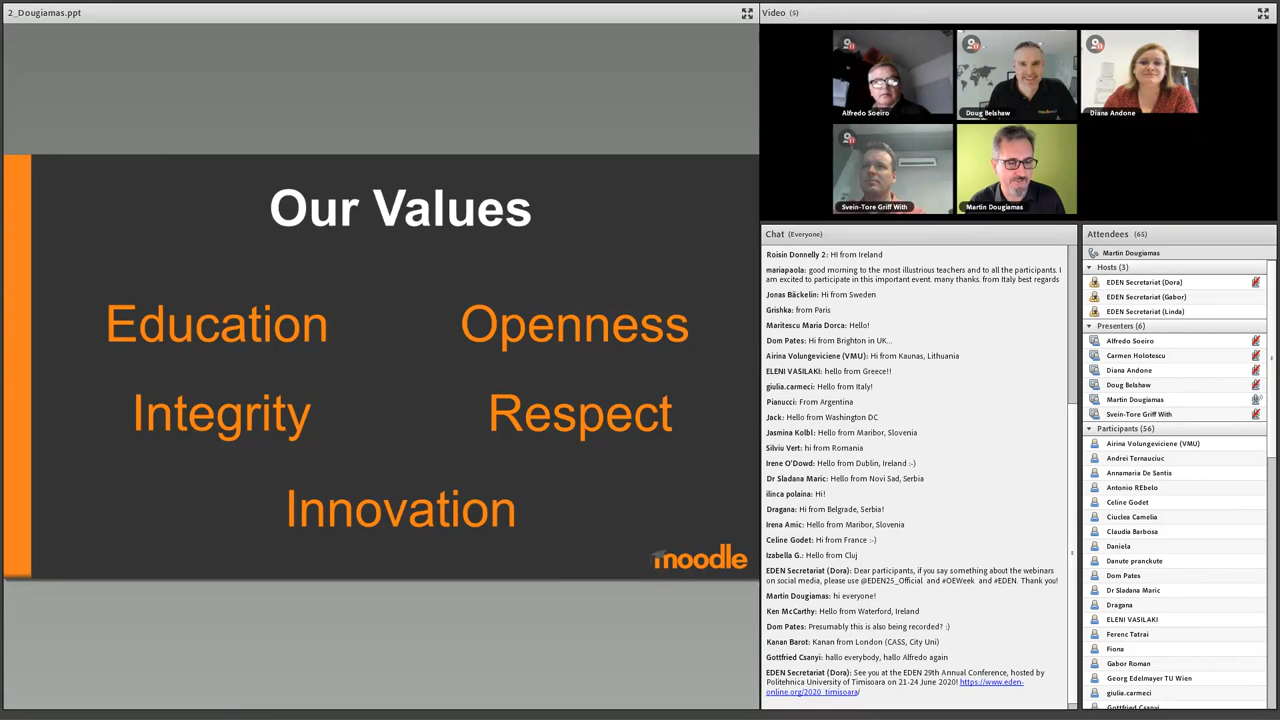 2_Dougiamas.ppt
Our Values
Education
Openness
Integrity
Respect
Innovation
moodle
Video (5)
Alfredo Soeiro
Doug Belshaw
Diana Andone
Svein-Tore Griff With
Martin Dougiamas
Chat (Everyone)
Roisin Donnelly 2: HI from Ireland
mariapaola: good morning to the most illustrious teachers and to all the participants. I
am excited to participate in this important event. many thanks. from Italy best regards
Jonas Bäckelin: Hi from Sweden
Grishka: from Paris
Maritescu Maria Dorca: Hello!
Dom Pates: Hi from Brighton in UK...
Airina Volungeviciene (VMU): Hi from Kaunas, Lithuania
ELENI VASILAKI: hello from Greece!!
giulia.carmeci: Hello from Italy!
Pianucci: From Argentina
Jack: Hello from Washington DC
Jasmina Kolbl: Hello from Maribor, Slovenia
Silviu Vert: hi from Romania
Irene O'Dowd: Hello from Dublin, Ireland :-)
Dr Sladana Maric: Hello from Novi Sad, Serbia
ilinca polaina: Hi!
Dragana: Hi from Belgrade, Serbia!
Irena Amic: Hello from Maribor, Slovenia
Celine Godet: Hi from France :-)
Izabella G.: Hello from Cluj
EDEN Secretariat (Dora): Dear participants, if you say something about the webinars
on social media, please use @EDEN25_Official and #OEWeek and #EDEN. Thank you!
Martin Dougiamas: hi everyone!
Ken McCarthy: Hello from Waterford, Ireland
Dom Pates: Presumably this is also being recorded? :)
Kanan Barot: Kanan from London (CASS, City Uni)
Gottfried Csanyi: hallo everybody, hallo Alfredo again
EDEN Secretariat (Dora): See you at the EDEN 29th Annual Conference, hosted by
Politehnica University of Timisoara on 21-24 June 2020! https://www.eden-
online.org/2020_timisoara/
Attendees (65)
Martin Dougiamas
Hosts (3)
EDEN Secretariat (Dora)
EDEN Secretariat (Gabor)
EDEN Secretariat (Linda)
Presenters (6)
Alfredo Soeiro
Carmen Holotescu
Diana Andone
Doug Belshaw
Martin Dougiamas
Svein-Tore Griff With
Participants (56)
Airina Volungeviciene (VMU)
Andrei Ternauciuc
Annamaria De Santis
Antonio REbelo
Celine Godet
Ciuclea Camelia
Claudia Barbosa
Daniela
Danute pranckute
Dom Pates
Dr Sladana Maric
Dragana
ELENI VASILAKI
Ferenc Tatrai
Fiona
Gabor Roman
Georg Edelmayer TU Wien
giulia.carmeci
Gottfried Csanyi